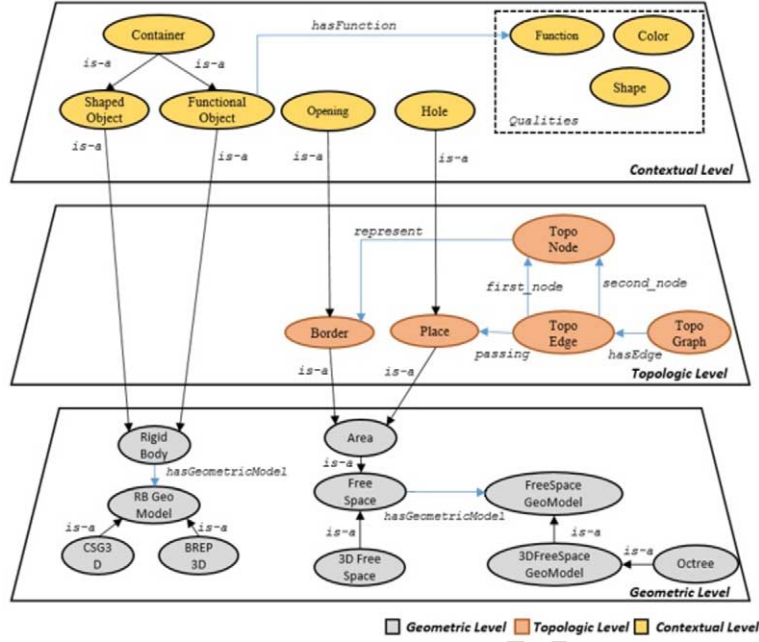 Container
hasFunction
Function
Color
is-a
is-a
Shape
Shaped
Object
Functional
Object
Opening
Hole
Qualities
is-a
is-a
is-a
is-a
Contextual Level
represent
Topo
Node
first_node
second_node
Border
Place
Topo
Edge
Topo
Graph
passing
hasEdge
is-a
is-a
Topologic Level
Rigid
Body
Area
hasGeometricModel
is-a
RB Geo
Model
Free
Space
FreeSpace
GeoModel
hasGeometricModel
is-a
is-a
is-a
is-a
is-a
CSG3
D
BREP
3D
3D Free
Space
3DFreeSpace
GeoModel
Octree
Geometric Level
Geometric Level Topologic Level Contextual Level